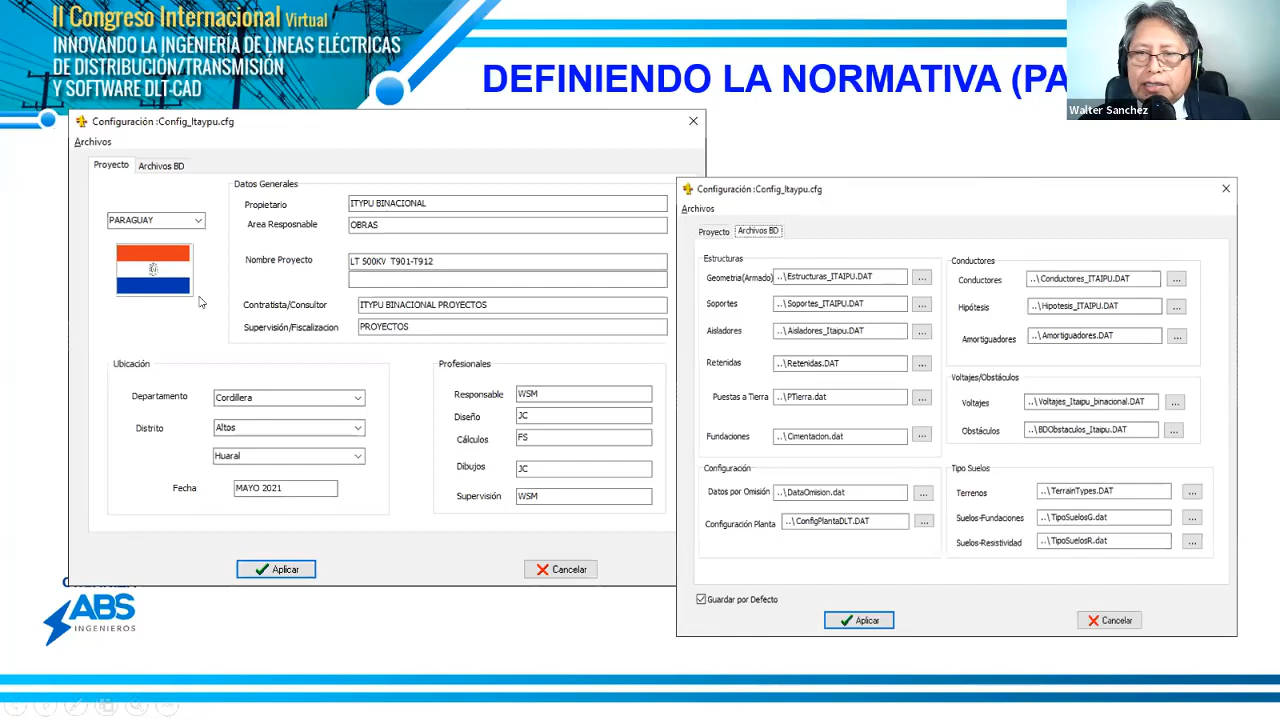 II Congreso Internacional Virtual
INNOVANDO LA INGENIERÍA DE LINEAS ELÉCTRICAS
DE DISTRIBUCIÓN/TRANSMISIÓN
Y SOFTWARE DLT-CAD
DEFINIENDO LA NORMATIVA (PA
Walter Sanchez
Configuración :Config_Itaypu.cfg
Archivos
Proyecto
Archivos BD
PARAGUAY
Datos Generales
Propietario
ITYPU BINACIONAL
Area Resposnable
OBRAS
Nombre Proyecto
LT 500KV T901-T912
Contratista/Consultor
ITYPU BINACIONAL PROYECTOS
Supervisión/Fiscalizacion
PROYECTOS
Ubicación
Departamento
Cordillera
Distrito
Altos
Huaral
Fecha
MAYO 2021
Profesionales
Responsable
WSM
Diseño
JC
Cálculos
FS
Dibujos
JC
Supervisión
WSM
Aplicar
Cancelar
Configuración :Config_Itaypu.cfg
Archivos
Proyecto
Archivos BD
Estructuras
Geometria(Armado)
..\Estructuras_ITAIPU.DAT
...
Soportes
..\Soportes_ITAIPU.DAT
...
Aisladores
..\Aisladores_Itaipu.DAT
...
Retenidas
..\Retenidas.DAT
...
Puestas a Tierra
..\PTierra.dat
...
Fundaciones
..\Cimentacion.dat
...
Configuración
Datos por Omisión
..\DataOmision.dat
...
Configuración Planta
..\ConfigPlantaDLT.DAT
...
Conductores
Conductores
..\Conductores_ITAIPU.DAT
...
Hipótesis
..\Hipotesis_ITAIPU.DAT
...
Amortiguadores
..\Amortiguadores.DAT
...
Voltajes/Obstáculos
Voltajes
..\Voltajes_Itaipu_binacional.DAT
...
Obstáculos
..\BDObstaculos_Itaipu.DAT
...
Tipo Suelos
Terrenos
..\TerrainTypes.DAT
...
Suelos-Fundaciones
..\TipoSuelosG.dat
...
Suelos-Resistividad
..\TipoSuelosR.dat
...
Guardar por Defecto
Aplicar
Cancelar
ABS
INGENIEROS